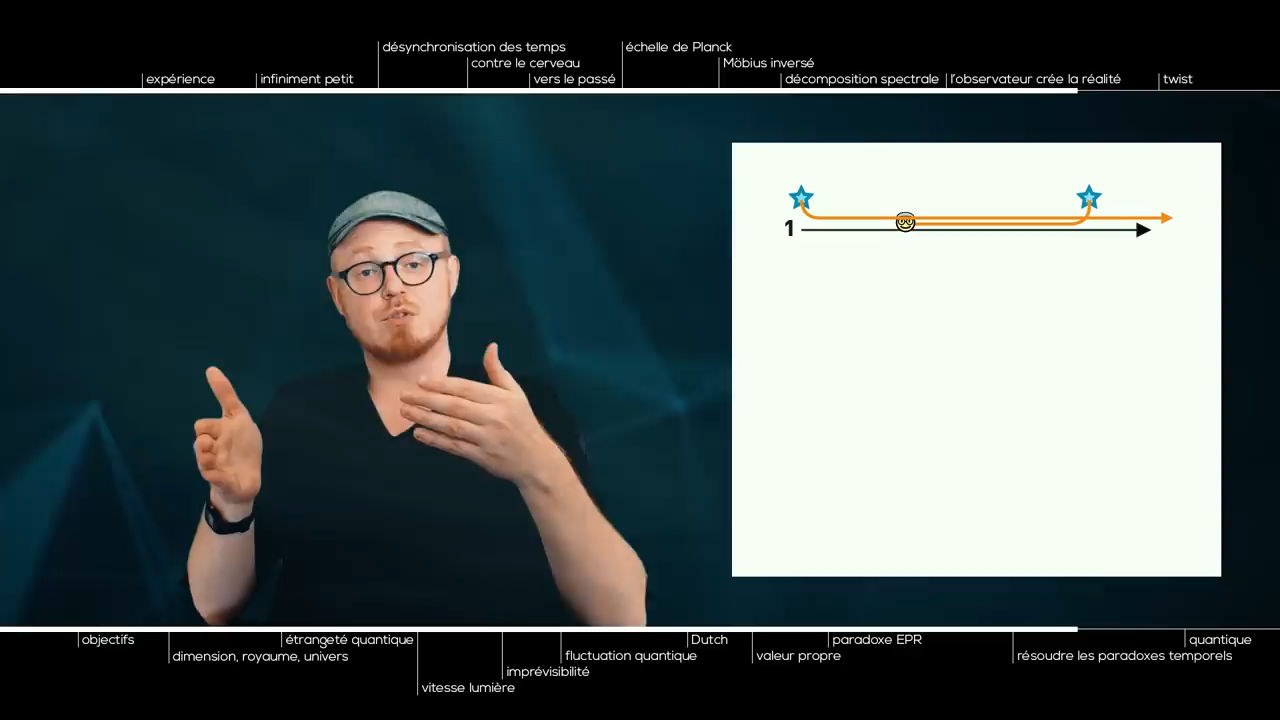 désynchronisation des temps
échelle de Planck
contre le cerveau
Möbius inversé
expérience
infiniment petit
vers le passé
décomposition spectrale
l'observateur crée la réalité
twist
1
objectifs
étrangeté quantique
Dutch
paradoxe EPR
quantique
dimension, royaume, univers
fluctuation quantique
valeur propre
résoudre les paradoxes temporels
imprévisibilité
vitesse lumière